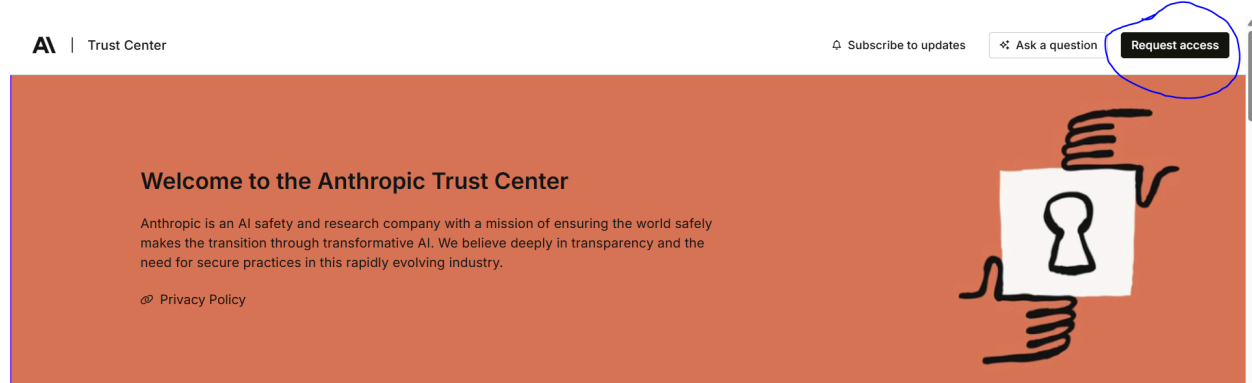 A\ | Trust Center
Subscribe to updates
Ask a question
Request access
Welcome to the Anthropic Trust Center
Anthropic is an AI safety and research company with a mission of ensuring the world safely
makes the transition through transformative AI. We believe deeply in transparency and the
need for secure practices in this rapidly evolving industry.
Privacy Policy